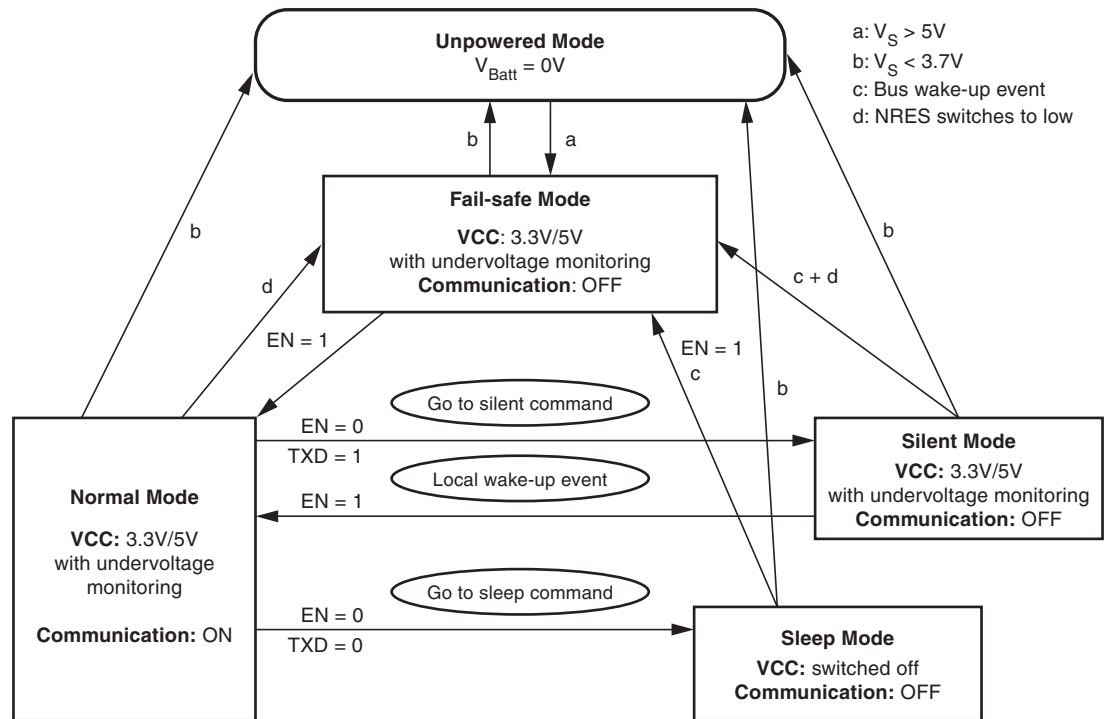 Unpowered Mode
V_Batt = 0V
a: V_S > 5V
b: V_S < 3.7V
c: Bus wake-up event
d: NRES switches to low
b
a
Fail-safe Mode
VCC: 3.3V/5V
with undervoltage monitoring
Communication: OFF
b
d
EN = 1
b
c + d
EN = 1
c
b
Go to silent command
EN = 0
TXD = 1
Local wake-up event
EN = 1
Silent Mode
VCC: 3.3V/5V
with undervoltage monitoring
Communication: OFF
Normal Mode
VCC: 3.3V/5V
with undervoltage
monitoring
Communication: ON
Go to sleep command
EN = 0
TXD = 0
Sleep Mode
VCC: switched off
Communication: OFF